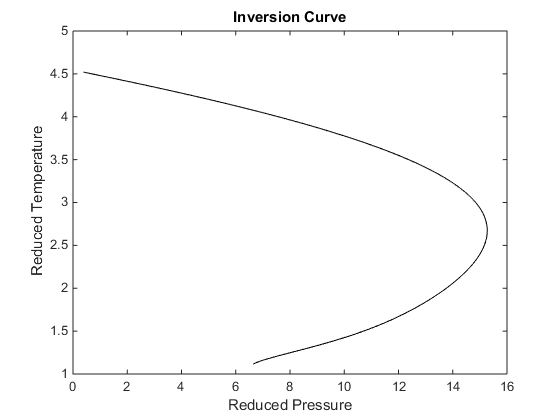 Inversion Curve
5
4.5
4
3.5
3
2.5
2
1.5
1
Reduced Temperature
0 2 4 6 8 10 12 14 16
Reduced Pressure